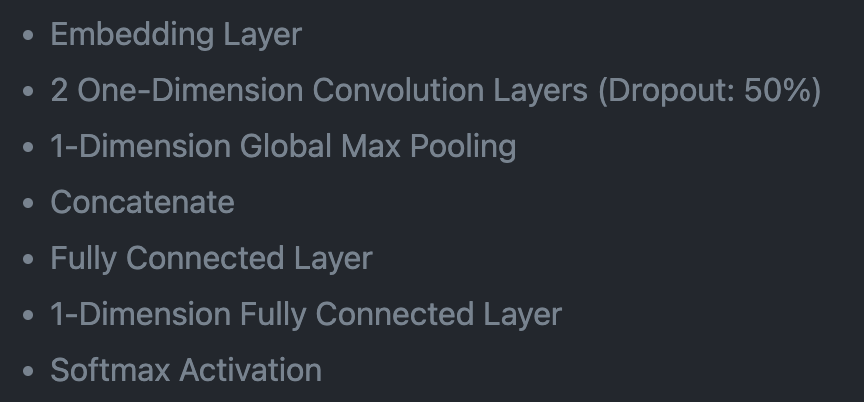 • Embedding Layer
• 2 One-Dimension Convolution Layers (Dropout: 50%)
• 1-Dimension Global Max Pooling
• Concatenate
• Fully Connected Layer
• 1-Dimension Fully Connected Layer
• Softmax Activation